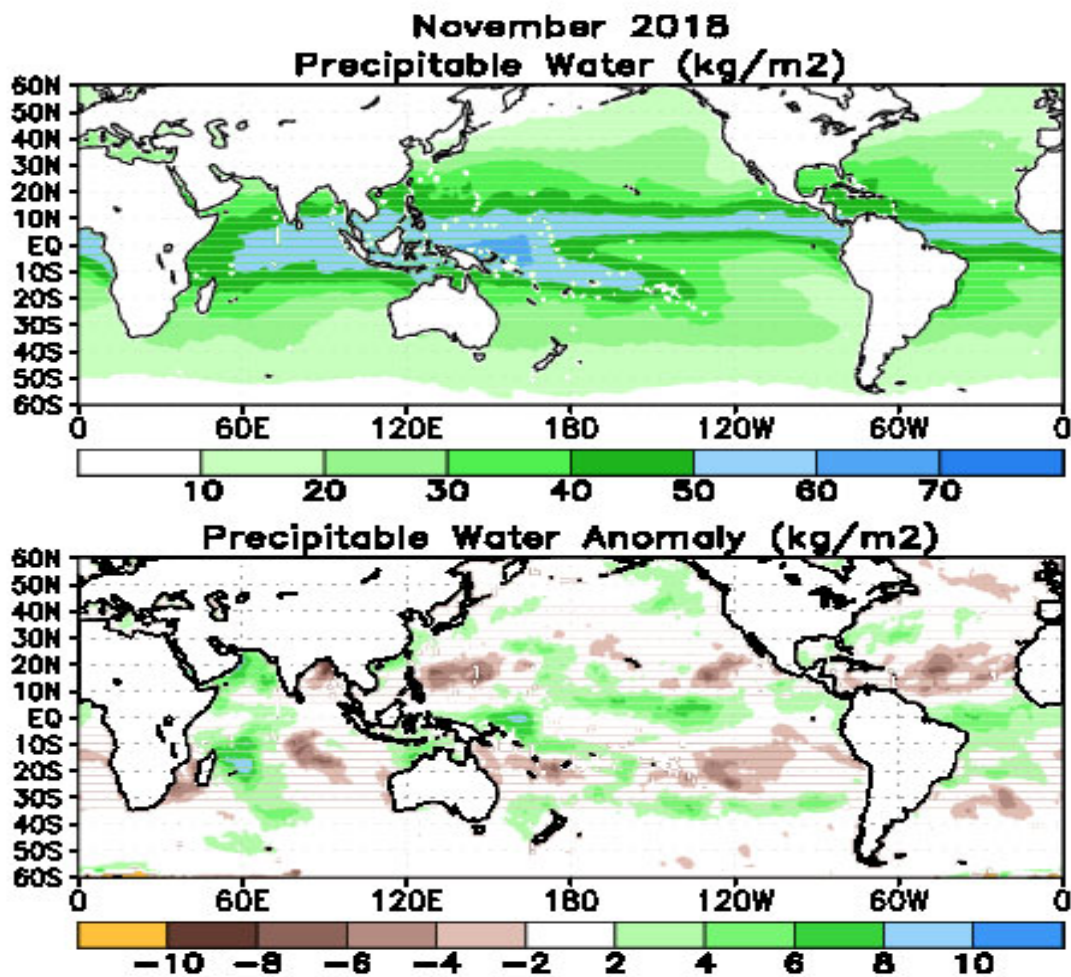 November 2018
Precipitable Water (kg/m2)
60N
50N
40N
30N
20N
10N
EQ
10S
20S
30S
40S
50S
60S
0 60E 120E 180 120W 60W 0
10 20 30 40 50 60 70
Precipitable Water Anomaly (kg/m2)
60N
50N
40N
30N
20N
10N
EQ
10S
20S
30S
40S
50S
60S
0 60E 120E 180 120W 60W 0
-10 -8 -6 -4 -2 2 4 6 8 10